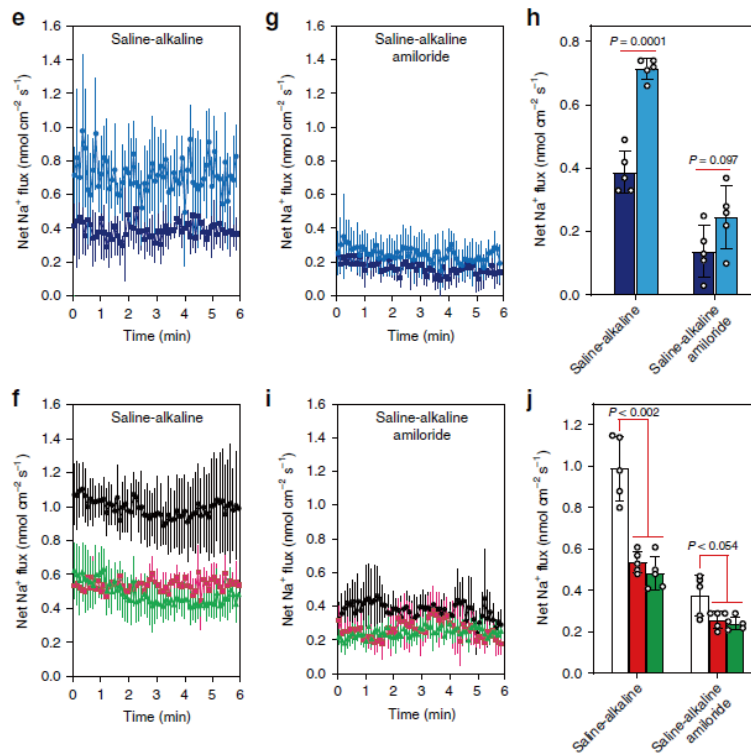 e
Saline-alkaline
Net Na⁺ flux (nmol cm⁻² s⁻¹)
1.6
1.4
1.2
1.0
0.8
0.6
0.4
0.2
0.0
0 1 2 3 4 5 6
Time (min)
g
Saline-alkaline
amiloride
Net Na⁺ flux (nmol cm⁻² s⁻¹)
1.6
1.4
1.2
1.0
0.8
0.6
0.4
0.2
0.0
0 1 2 3 4 5 6
Time (min)
h
P = 0.0001
P = 0.097
Net Na⁺ flux (nmol cm⁻² s⁻¹)
0.8
0.6
0.4
0.2
0.0
Saline-alkaline
Saline-alkaline
amiloride
f
Saline-alkaline
Net Na⁺ flux (nmol cm⁻² s⁻¹)
1.6
1.4
1.2
1.0
0.8
0.6
0.4
0.2
0.0
0 1 2 3 4 5 6
Time (min)
i
Saline-alkaline
amiloride
Net Na⁺ flux (nmol cm⁻² s⁻¹)
1.6
1.4
1.2
1.0
0.8
0.6
0.4
0.2
0.0
0 1 2 3 4 5 6
Time (min)
j
P < 0.002
P < 0.054
Net Na⁺ flux (nmol cm⁻² s⁻¹)
1.2
1.0
0.8
0.6
0.4
0.2
0.0
Saline-alkaline
Saline-alkaline
amiloride